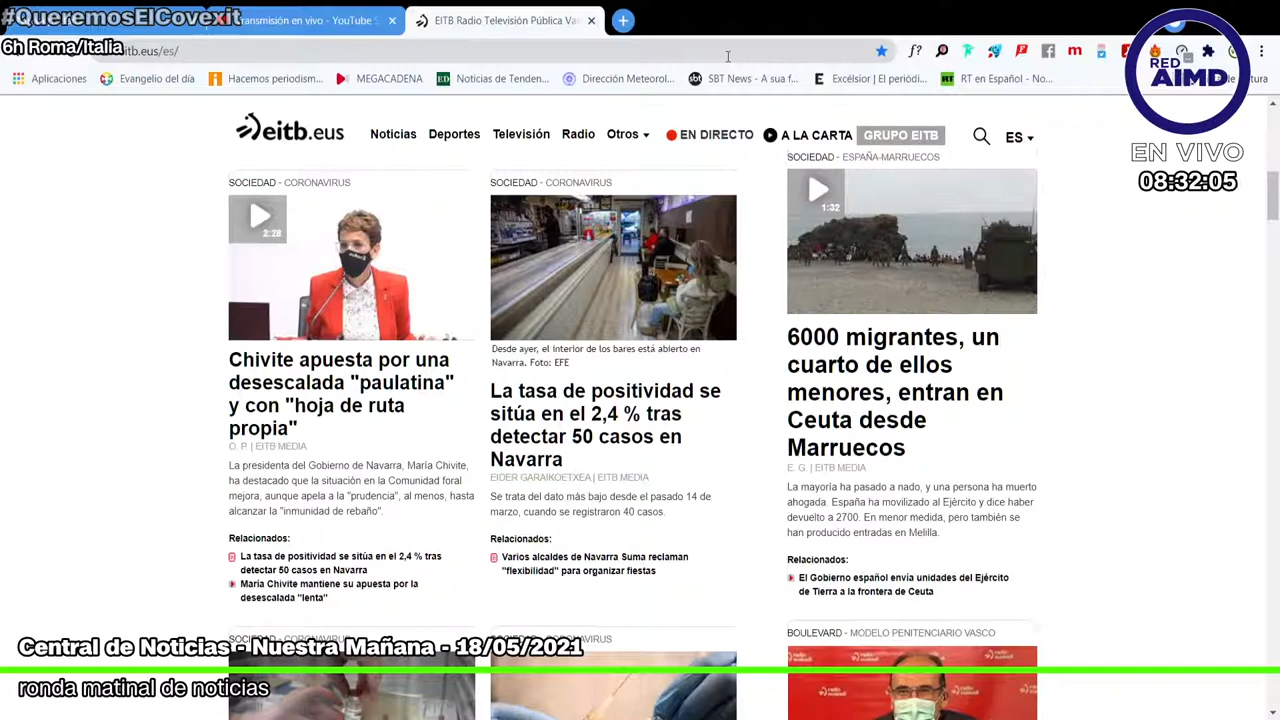 #QueremosElCovexit
6h Roma/Italia
Transmisión en vivo - YouTube S
EITB Radio Televisión Pública Va
itb.eus/es/
Aplicaciones
Evangelio del día
Hacemos periodism...
MEGACADENA
Noticias de Tenden...
Dirección Meteorol...
SBT News - A sua f...
Excélsior | El periódi...
RT en Español - No...
RED
AIMD
EN VIVO
08:32:05
eitb.eus
Noticias
Deportes
Televisión
Radio
Otros
EN DIRECTO
A LA CARTA
GRUPO EITB
ES
SOCIEDAD - CORONAVIRUS
2:28
Chivite apuesta por una
desescalada "paulatina"
y con "hoja de ruta
propia"
O. P. | EITB MEDIA
La presidenta del Gobierno de Navarra, María Chivite,
ha destacado que la situación en la Comunidad foral
mejora, aunque apela a la "prudencia", al menos, hasta
alcanzar la "inmunidad de rebaño".
Relacionados:
La tasa de positividad se sitúa en el 2,4 % tras
detectar 50 casos en Navarra
María Chivite mantiene su apuesta por la
desescalada "lenta"
SOCIEDAD - CORONAVIRUS
Desde ayer, el interior de los bares está abierto en
Navarra. Foto: EFE
La tasa de positividad se
sitúa en el 2,4 % tras
detectar 50 casos en
Navarra
EIDER GARAIKOETXEA | EITB MEDIA
Se trata del dato más bajo desde el pasado 14 de
marzo, cuando se registraron 40 casos.
Relacionados:
Varios alcaldes de Navarra Suma reclaman
"flexibilidad" para organizar fiestas
SOCIEDAD - ESPAÑA-MARRUECOS
1:32
6000 migrantes, un
cuarto de ellos
menores, entran en
Ceuta desde
Marruecos
E. G. | EITB MEDIA
La mayoría ha pasado a nado, y una persona ha muerto
ahogada. España ha movilizado al Ejército y dice haber
devuelto a 2700. En menor medida, pero también se
han producido entradas en Melilla.
Relacionados:
El Gobierno español envía unidades del Ejército
de Tierra a la frontera de Ceuta
SOCIEDAD - CORONAVIRUS
SOCIEDAD - CORONAVIRUS
BOULEVARD - MODELO PENITENCIARIO VASCO
Central de Noticias - Nuestra Mañana - 18/05/2021
ronda matinal de noticias